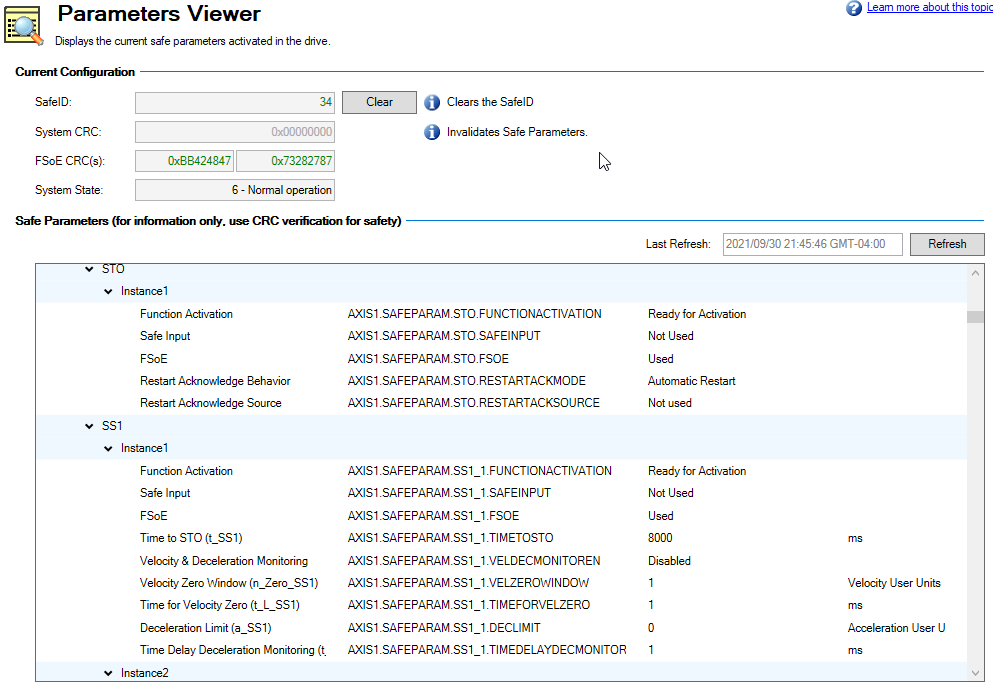 Parameters Viewer
Learn more about this topic
Displays the current safe parameters activated in the drive.
Current Configuration
SafeID: 34 Clear Clears the SafeID
System CRC: 0x00000000 Invalidates Safe Parameters.
FSoE CRC(s): 0xBB424847 0x73282787
System State: 6 - Normal operation
Safe Parameters (for information only, use CRC verification for safety)
Last Refresh: 2021/09/30 21:45:46 GMT-04:00 Refresh
STO
Instance1
Function Activation AXIS1.SAFEPARAM.STO.FUNCTIONACTIVATION Ready for Activation
Safe Input AXIS1.SAFEPARAM.STO.SAFEINPUT Not Used
FSoE AXIS1.SAFEPARAM.STO.FSOE Used
Restart Acknowledge Behavior AXIS1.SAFEPARAM.STO.RESTARTACKMODE Automatic Restart
Restart Acknowledge Source AXIS1.SAFEPARAM.STO.RESTARTACKSOURCE Not used
SS1
Instance1
Function Activation AXIS1.SAFEPARAM.SS1_1.FUNCTIONACTIVATION Ready for Activation
Safe Input AXIS1.SAFEPARAM.SS1_1.SAFEINPUT Not Used
FSoE AXIS1.SAFEPARAM.SS1_1.FSOE Used
Time to STO (t_SS1) AXIS1.SAFEPARAM.SS1_1.TIMETOSTO 8000 ms
Velocity & Deceleration Monitoring AXIS1.SAFEPARAM.SS1_1.VELDECMONITOREN Disabled
Velocity Zero Window (n_Zero_SS1) AXIS1.SAFEPARAM.SS1_1.VELZEROWINDOW 1 Velocity User Units
Time for Velocity Zero (t_L_SS1) AXIS1.SAFEPARAM.SS1_1.TIMEFORVELZERO 1 ms
Deceleration Limit (a_SS1) AXIS1.SAFEPARAM.SS1_1.DECLIMIT 0 Acceleration User U
Time Delay Deceleration Monitoring (t_ AXIS1.SAFEPARAM.SS1_1.TIMEDELAYDECMONITOR 1 ms
Instance2